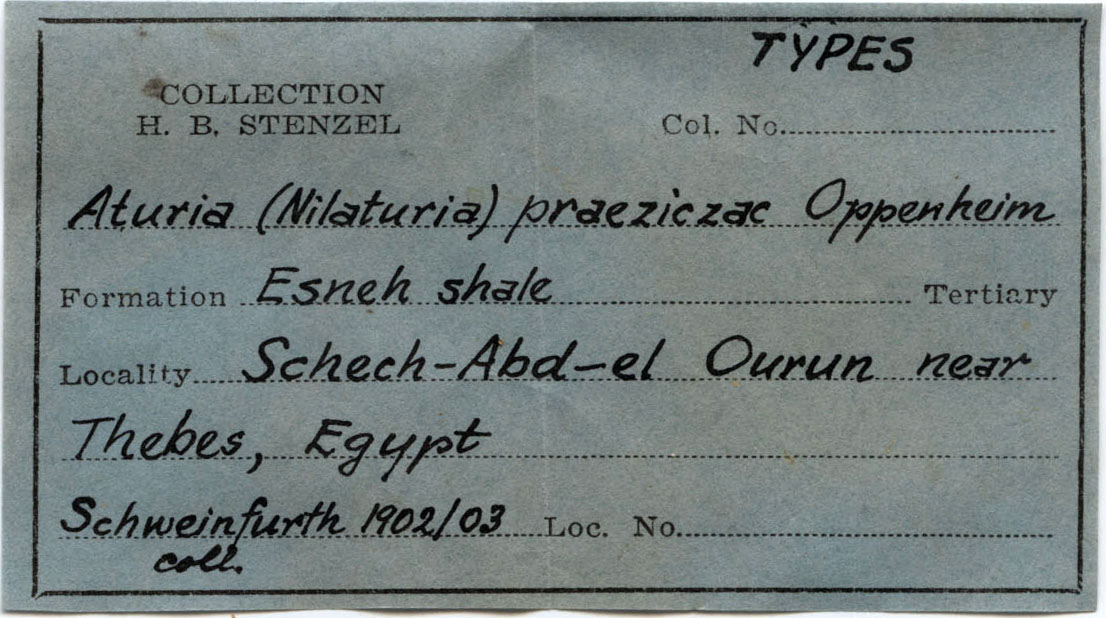 TYPES
COLLECTION
H. B. STENZEL
Col. No.
Aturia (Nilaturia) praeziczac Oppenheim
Formation Esneh shale Tertiary
Locality Schech-Abd-el Ourun near
Thebes, Egypt
Schweinfurth 1902/03 Loc. No.
coll.